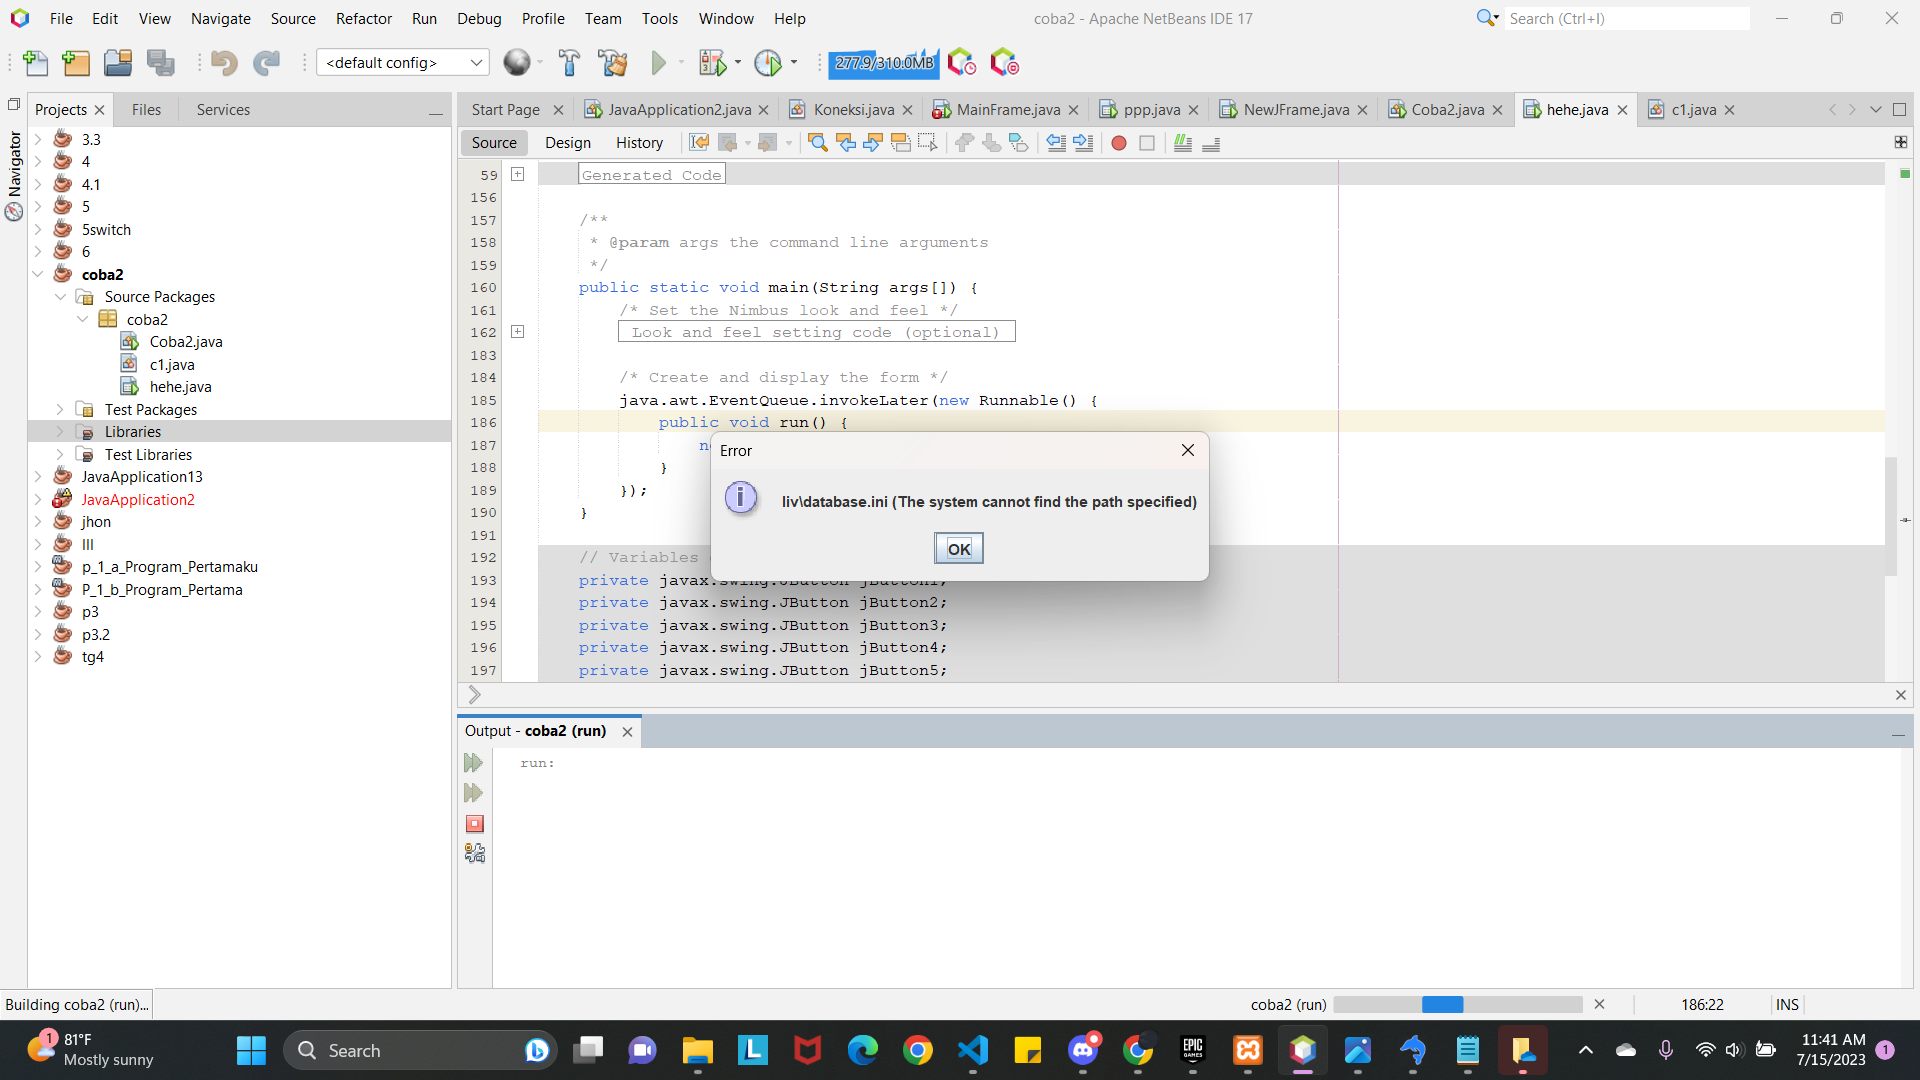 File Edit View Navigate Source Refactor Run Debug Profile Team Tools Window Help
coba2 - Apache NetBeans IDE 17
Search (Ctrl+I)
<default config>
277.9/310.0MB
Projects Files Services
Navigator
3.3
4
4.1
5
5switch
6
coba2
Source Packages
coba2
Coba2.java
c1.java
hehe.java
Test Packages
Libraries
Test Libraries
JavaApplication13
JavaApplication2
jhon
lll
p_1_a_Program_Pertamaku
P_1_b_Program_Pertama
p3
p3.2
tg4
Start Page JavaApplication2.java Koneksi.java MainFrame.java ppp.java NewJFrame.java Coba2.java hehe.java c1.java
Source Design History
59 Generated Code
156
157 /**
158 * @param args the command line arguments
159 */
160 public static void main(String args[]) {
161 /* Set the Nimbus look and feel */
162 Look and feel setting code (optional)
183
184 /* Create and display the form */
185 java.awt.EventQueue.invokeLater(new Runnable() {
186 public void run() {
187
188 }
189 });
190 }
191
192 // Variables
193 private javax.swing.JButton jButton1;
194 private javax.swing.JButton jButton2;
195 private javax.swing.JButton jButton3;
196 private javax.swing.JButton jButton4;
197 private javax.swing.JButton jButton5;
Error
liv\database.ini (The system cannot find the path specified)
OK
Output - coba2 (run)
run:
Building coba2 (run)...
coba2 (run)
186:22
INS
1
81°F
Mostly sunny
Search
L
EPIC
GAMES
11:41 AM
7/15/2023
1